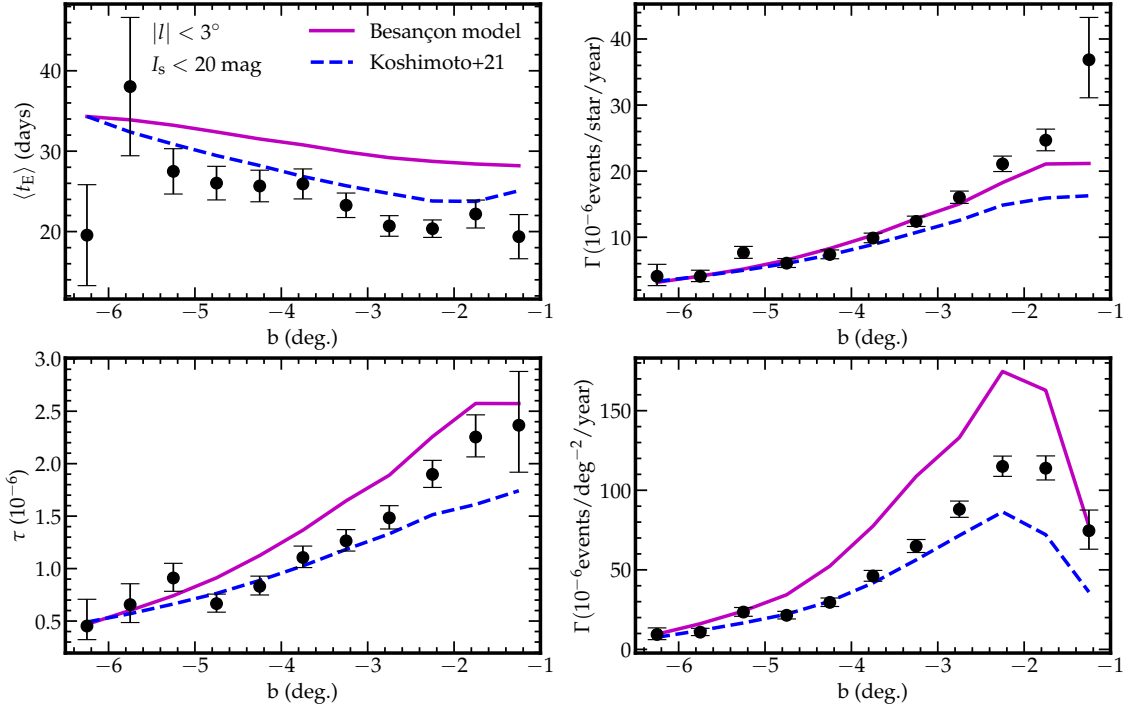 |l| < 3°
I_s < 20 mag
Besançon model
Koshimoto+21
⟨t_E⟩ (days)
40
30
20
−6 −5 −4 −3 −2 −1
b (deg.)
Γ (10⁻⁶events/star/year)
40
30
20
10
−6 −5 −4 −3 −2 −1
b (deg.)
τ (10⁻⁶)
3.0
2.5
2.0
1.5
1.0
0.5
−6 −5 −4 −3 −2 −1
b (deg.)
Γ (10⁻⁶events/deg⁻²/year)
150
100
50
0
−6 −5 −4 −3 −2 −1
b (deg.)